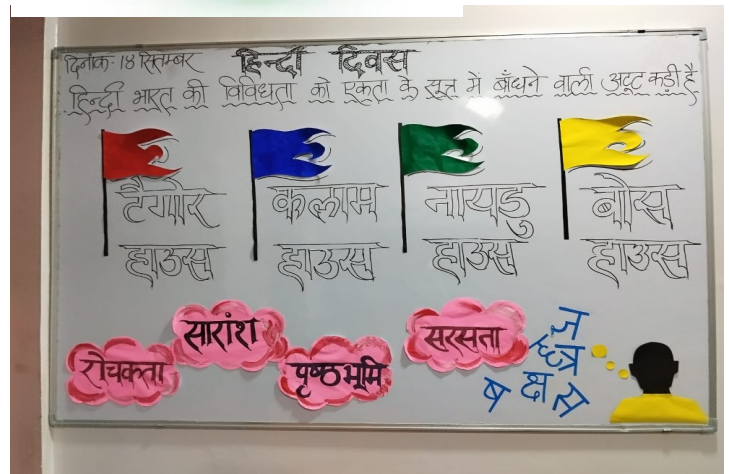 दिनांक:- 14 सितम्बर हिन्दी दिवस
हिन्दी भारत की विविधता को एकता के सूत्र में बाँधने वाली अटूट कड़ी है
टैगोर कलाम नायडु बोस
हाउस हाउस हाउस हाउस
सारांश सरसता
रोचकता पृष्ठभूमि
ज
त्र
ष क्ष स